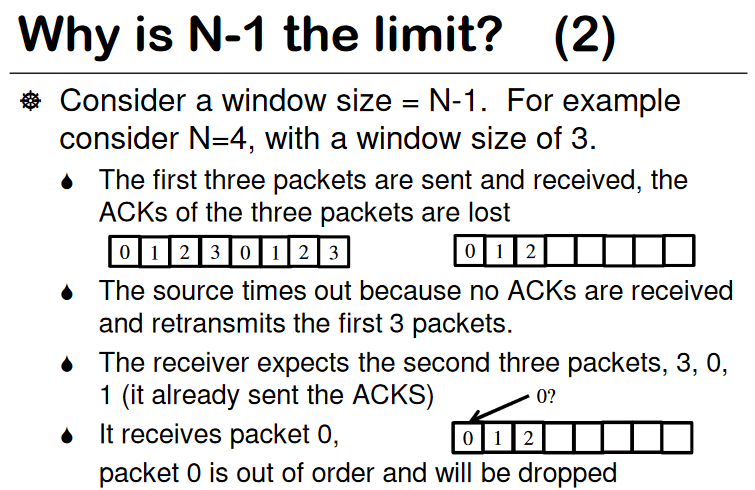 Why is N-1 the limit? (2)
Consider a window size = N-1. For example
consider N=4, with a window size of 3.
The first three packets are sent and received, the
ACKs of the three packets are lost
0 1 2 3 0 1 2 3
0 1 2
The source times out because no ACKs are received
and retransmits the first 3 packets.
The receiver expects the second three packets, 3, 0,
1 (it already sent the ACKS)
0?
It receives packet 0,
0 1 2
packet 0 is out of order and will be dropped